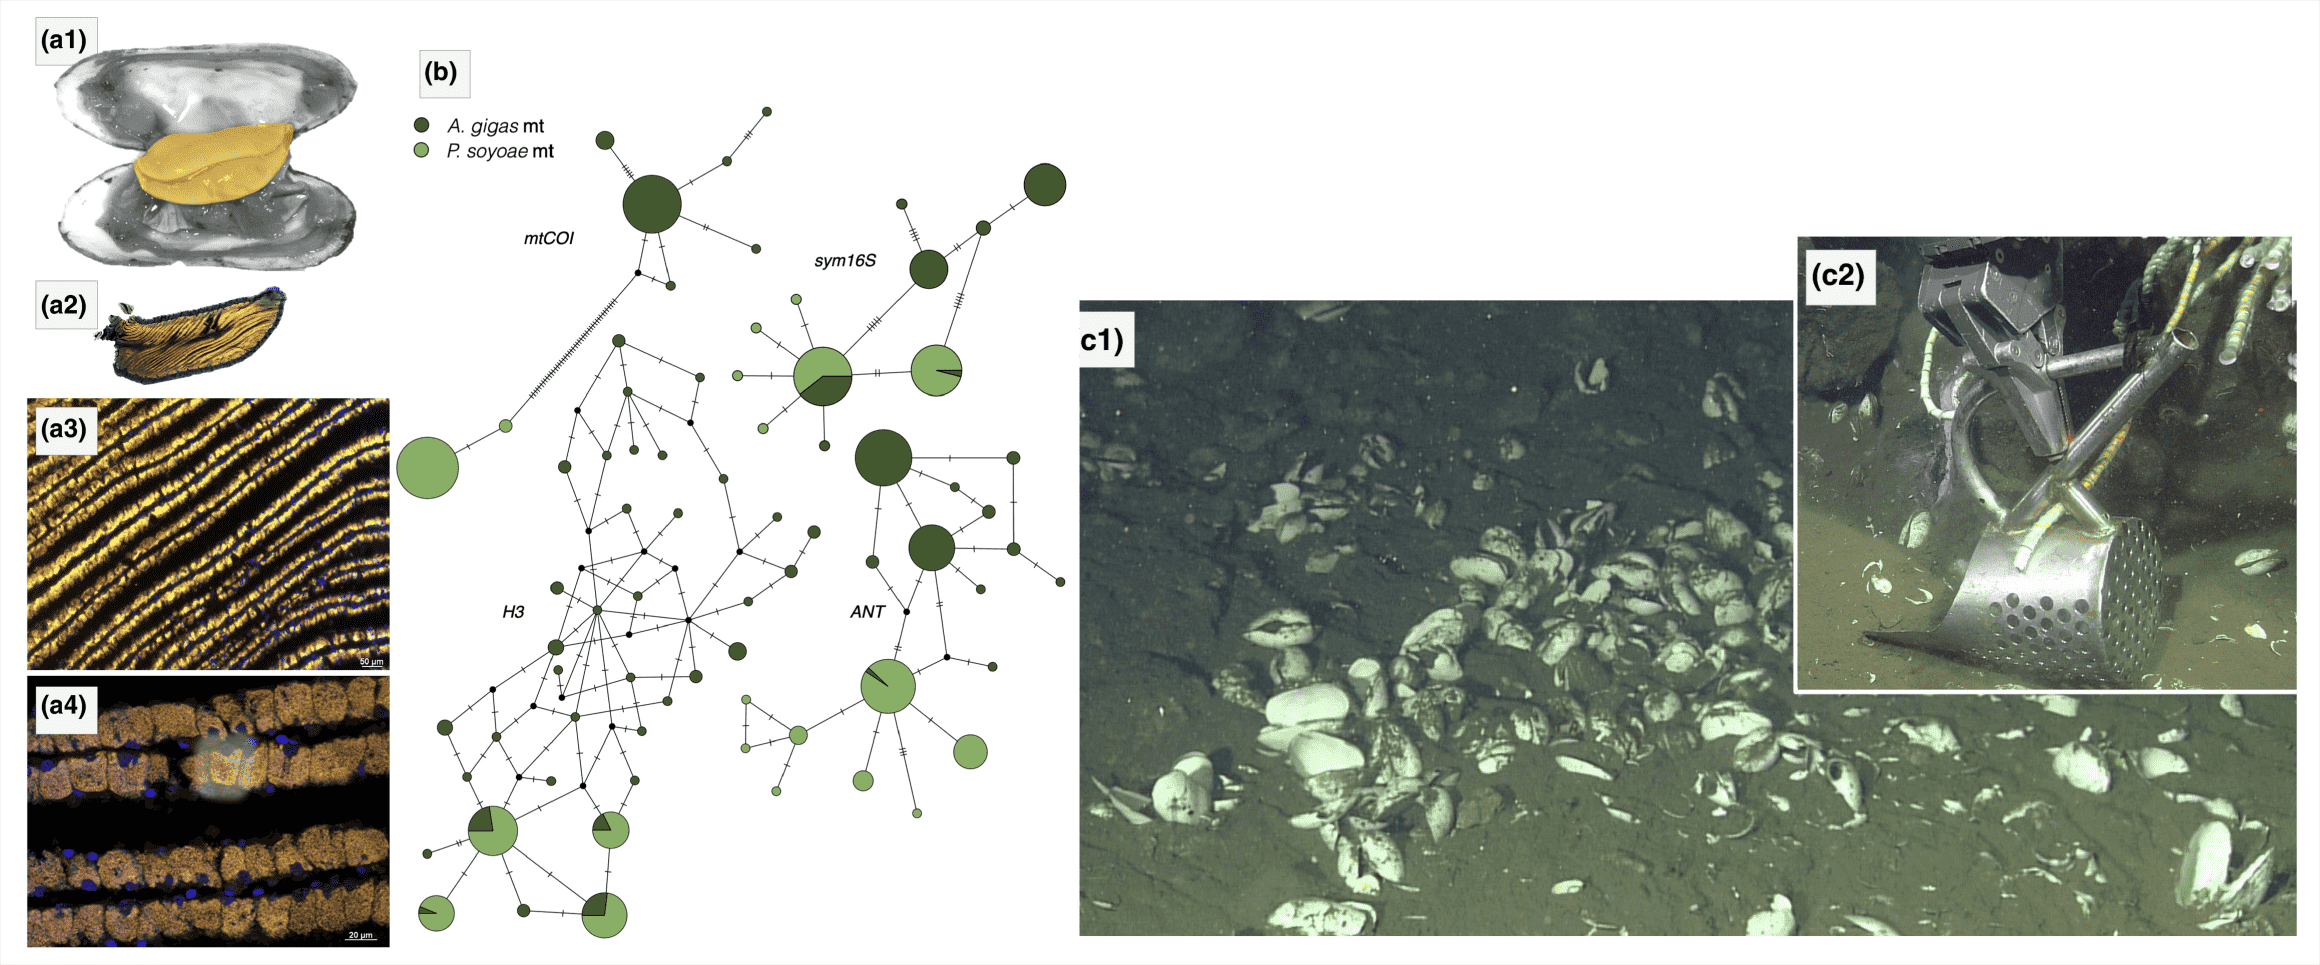 (a1)
(a2)
(a3)
50 µm
(a4)
20 µm
(b)
A. gigas mt
P. soyoae mt
mtCOI
sym16S
H3
ANT
c1)
(c2)